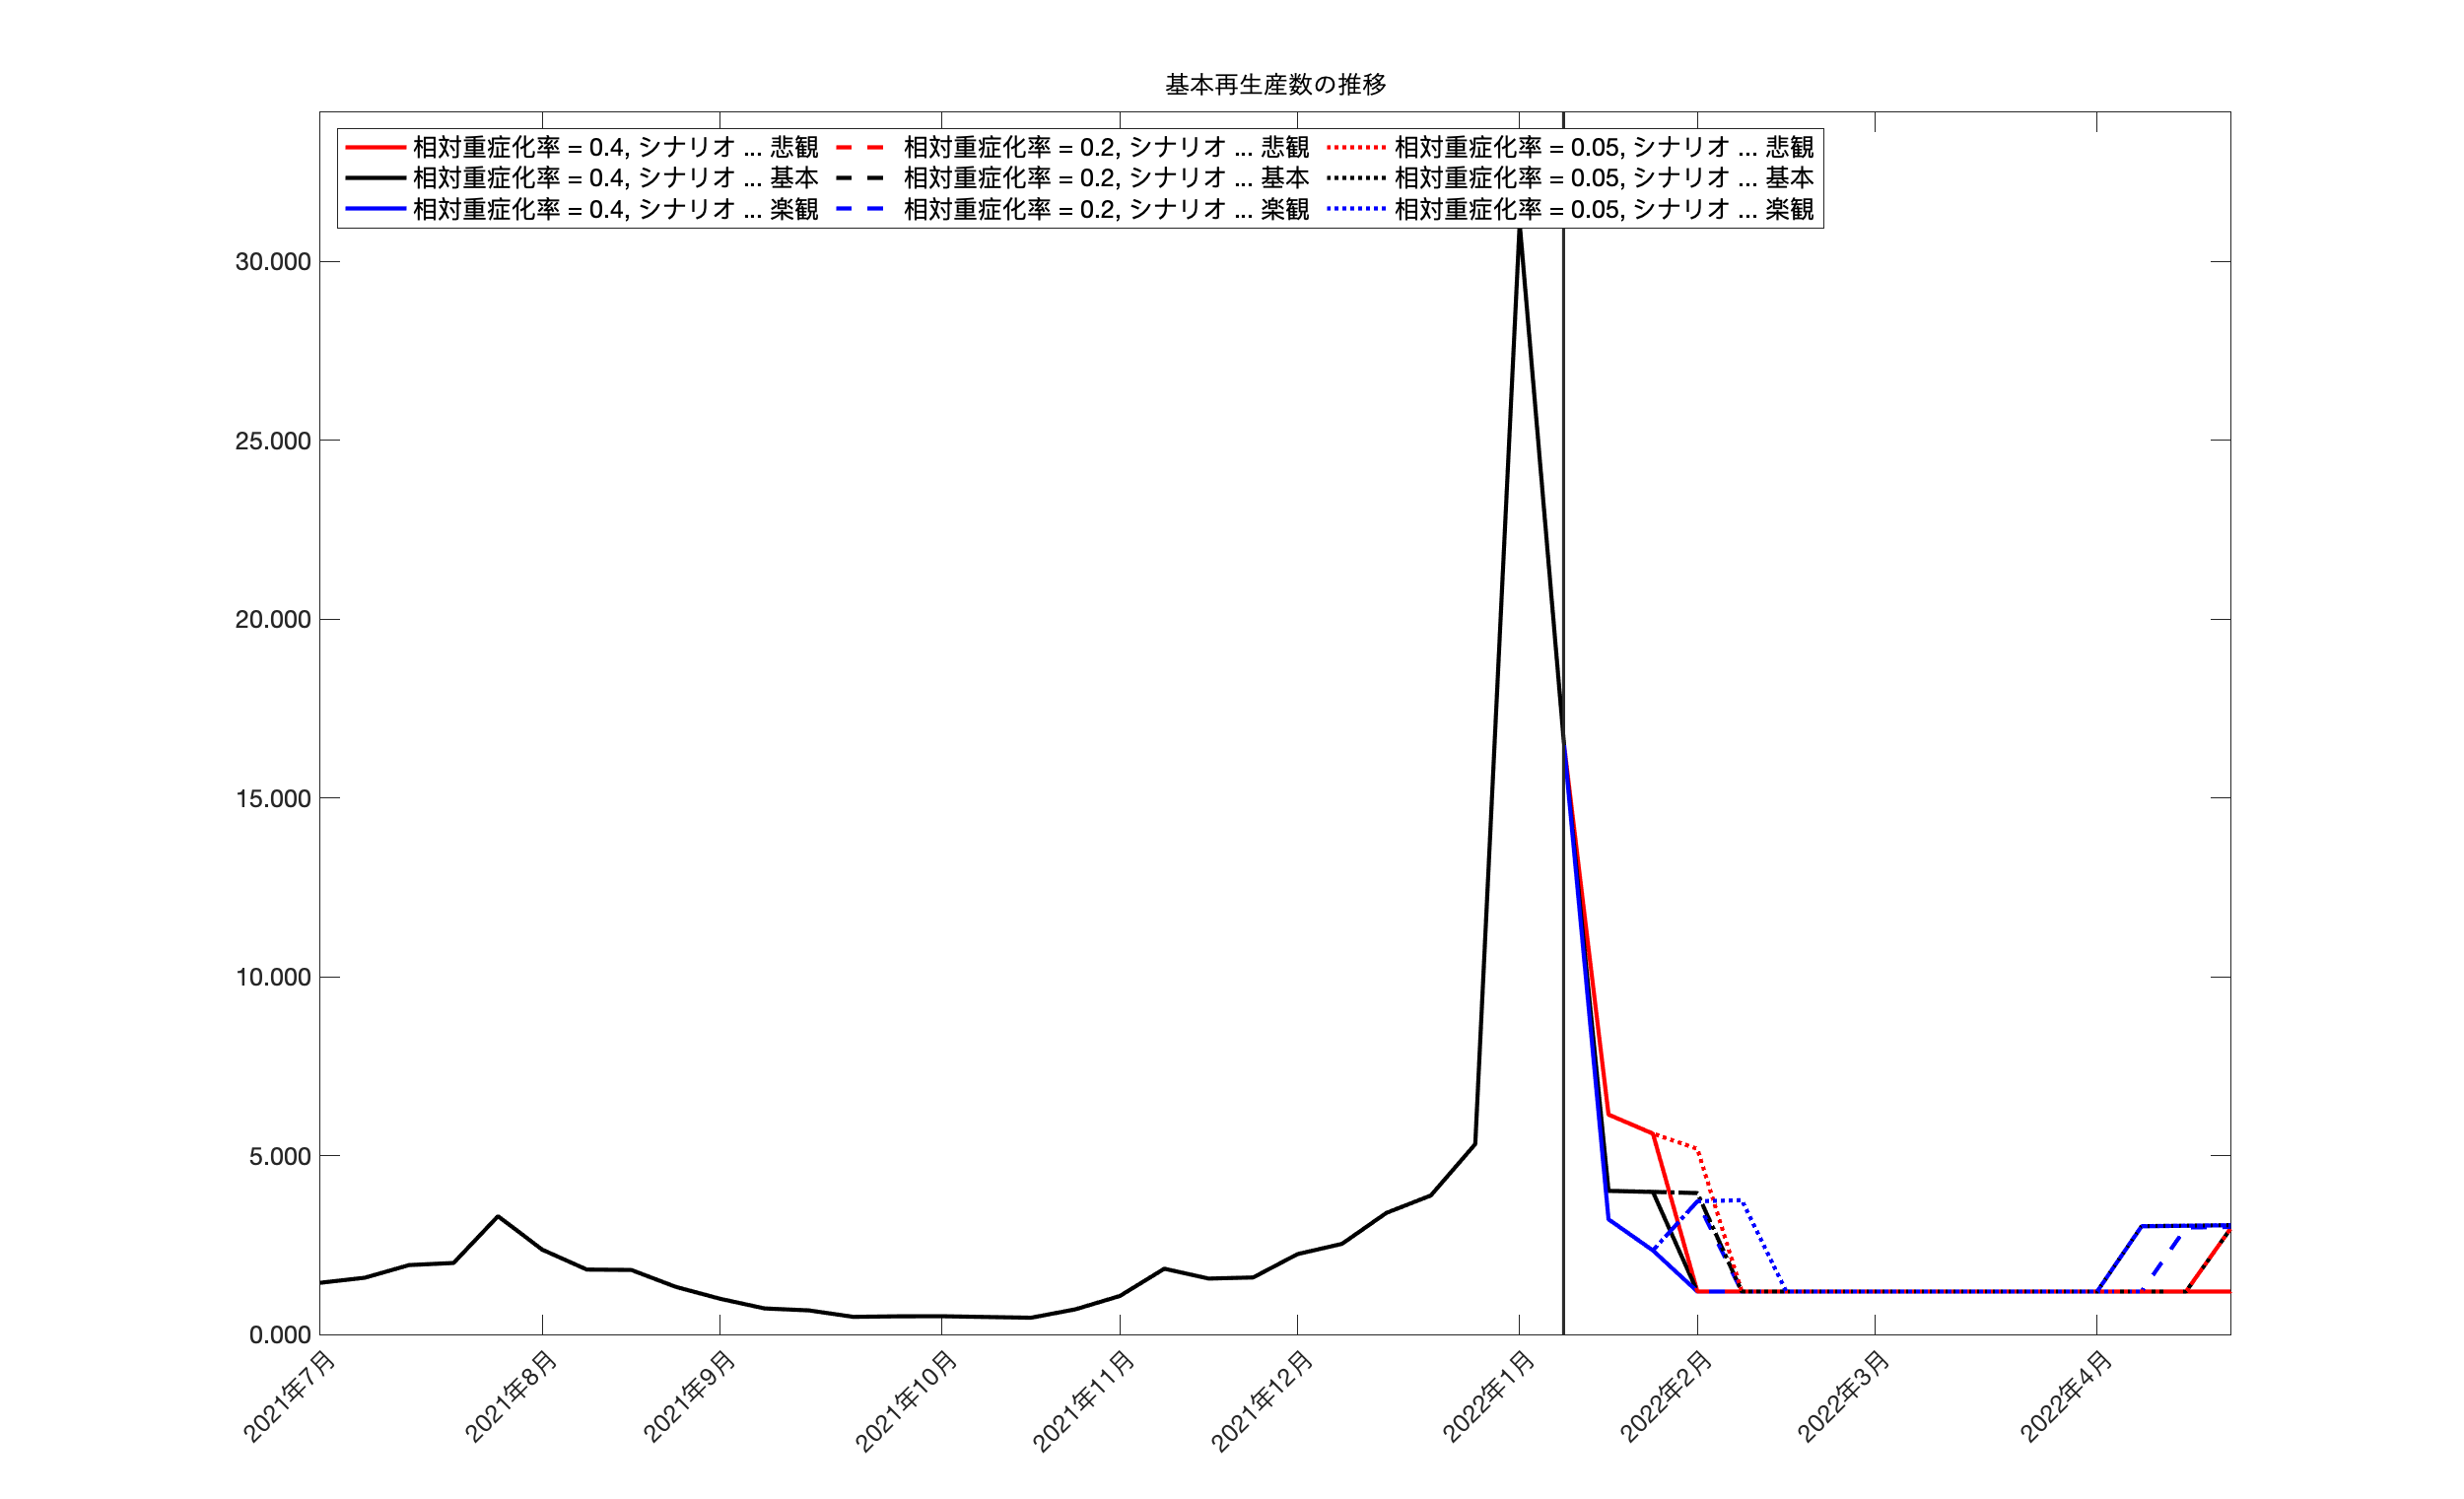 基本再生産数の推移
相対重症化率 = 0.4, シナリオ ... 悲観
相対重症化率 = 0.4, シナリオ ... 基本
相対重症化率 = 0.4, シナリオ ... 楽観
相対重症化率 = 0.2, シナリオ ... 悲観
相対重症化率 = 0.2, シナリオ ... 基本
相対重症化率 = 0.2, シナリオ ... 楽観
相対重症化率 = 0.05, シナリオ ... 悲観
相対重症化率 = 0.05, シナリオ ... 基本
相対重症化率 = 0.05, シナリオ ... 楽観
30.000
25.000
20.000
15.000
10.000
5.000
0.000
2021年7月
2021年8月
2021年9月
2021年10月
2021年11月
2021年12月
2022年1月
2022年2月
2022年3月
2022年4月